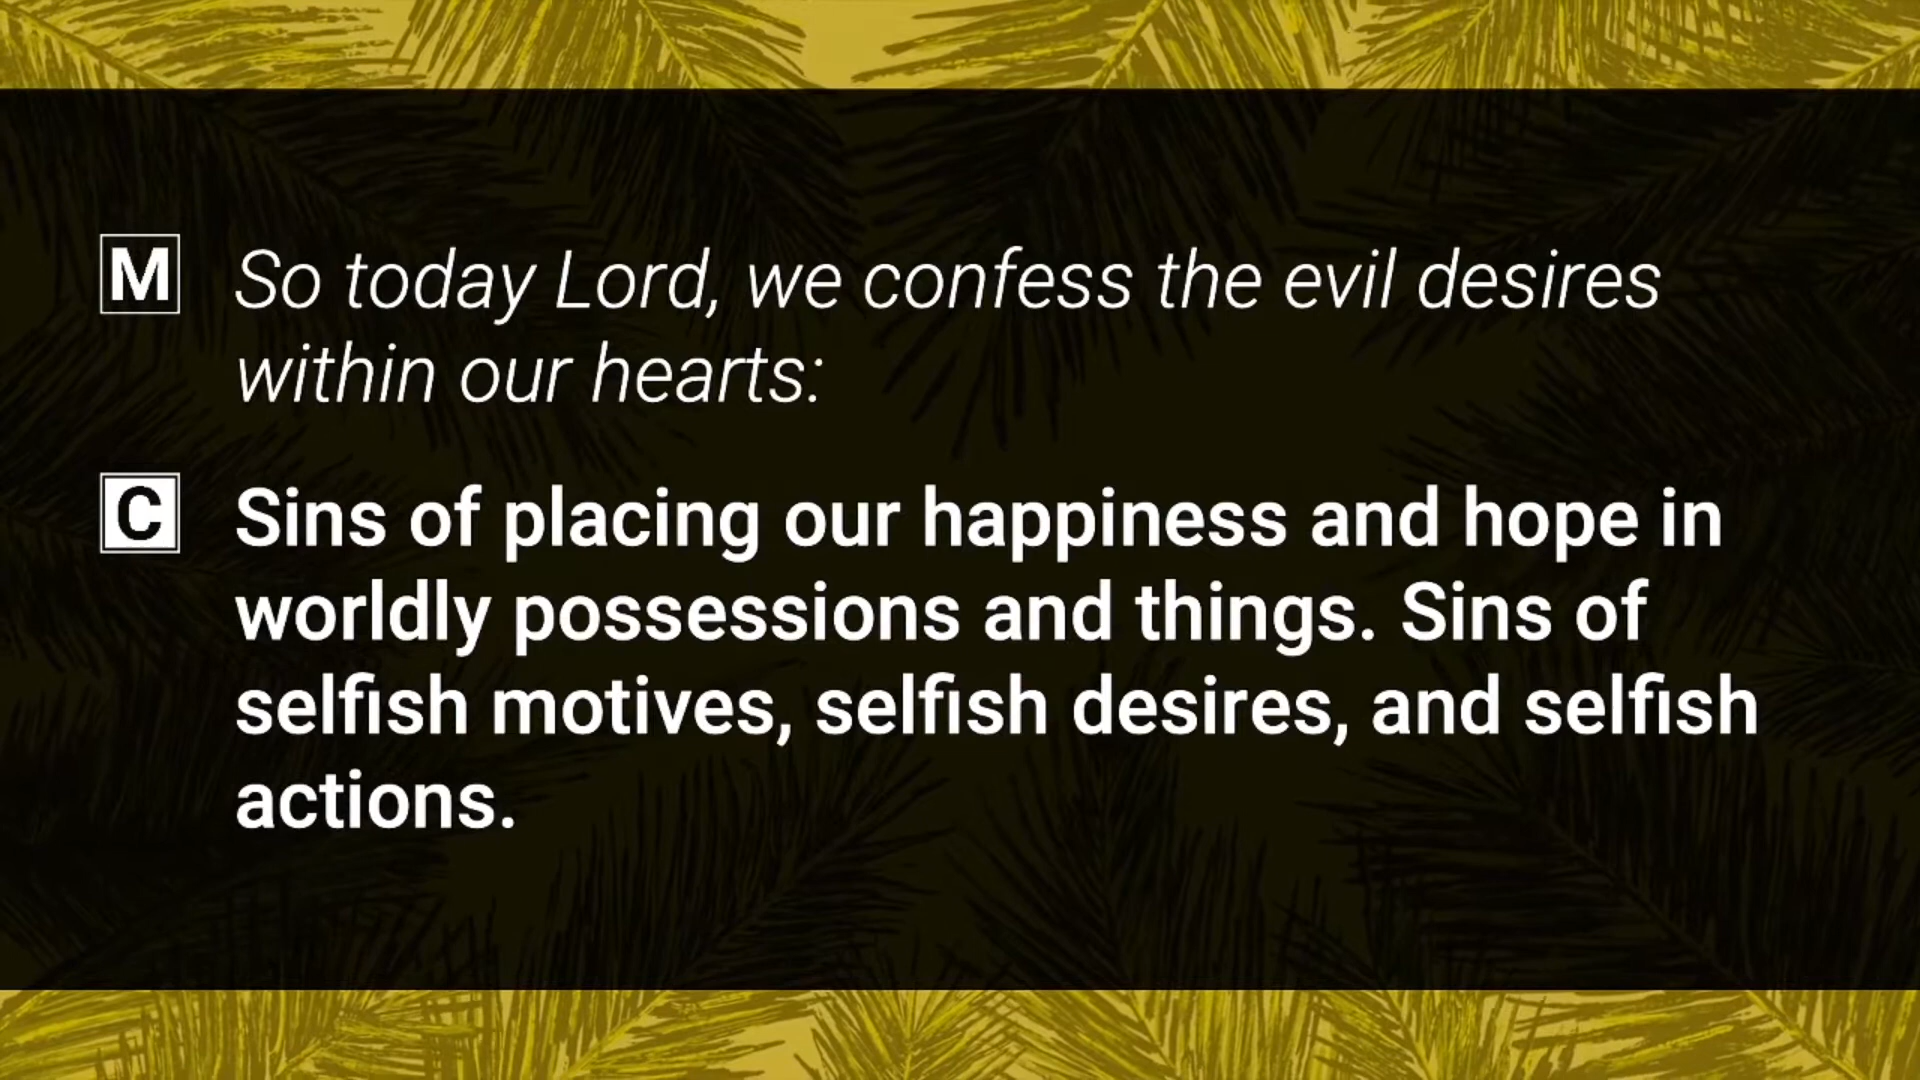 M So today Lord, we confess the evil desires
within our hearts:
C Sins of placing our happiness and hope in
worldly possessions and things. Sins of
selfish motives, selfish desires, and selfish
actions.